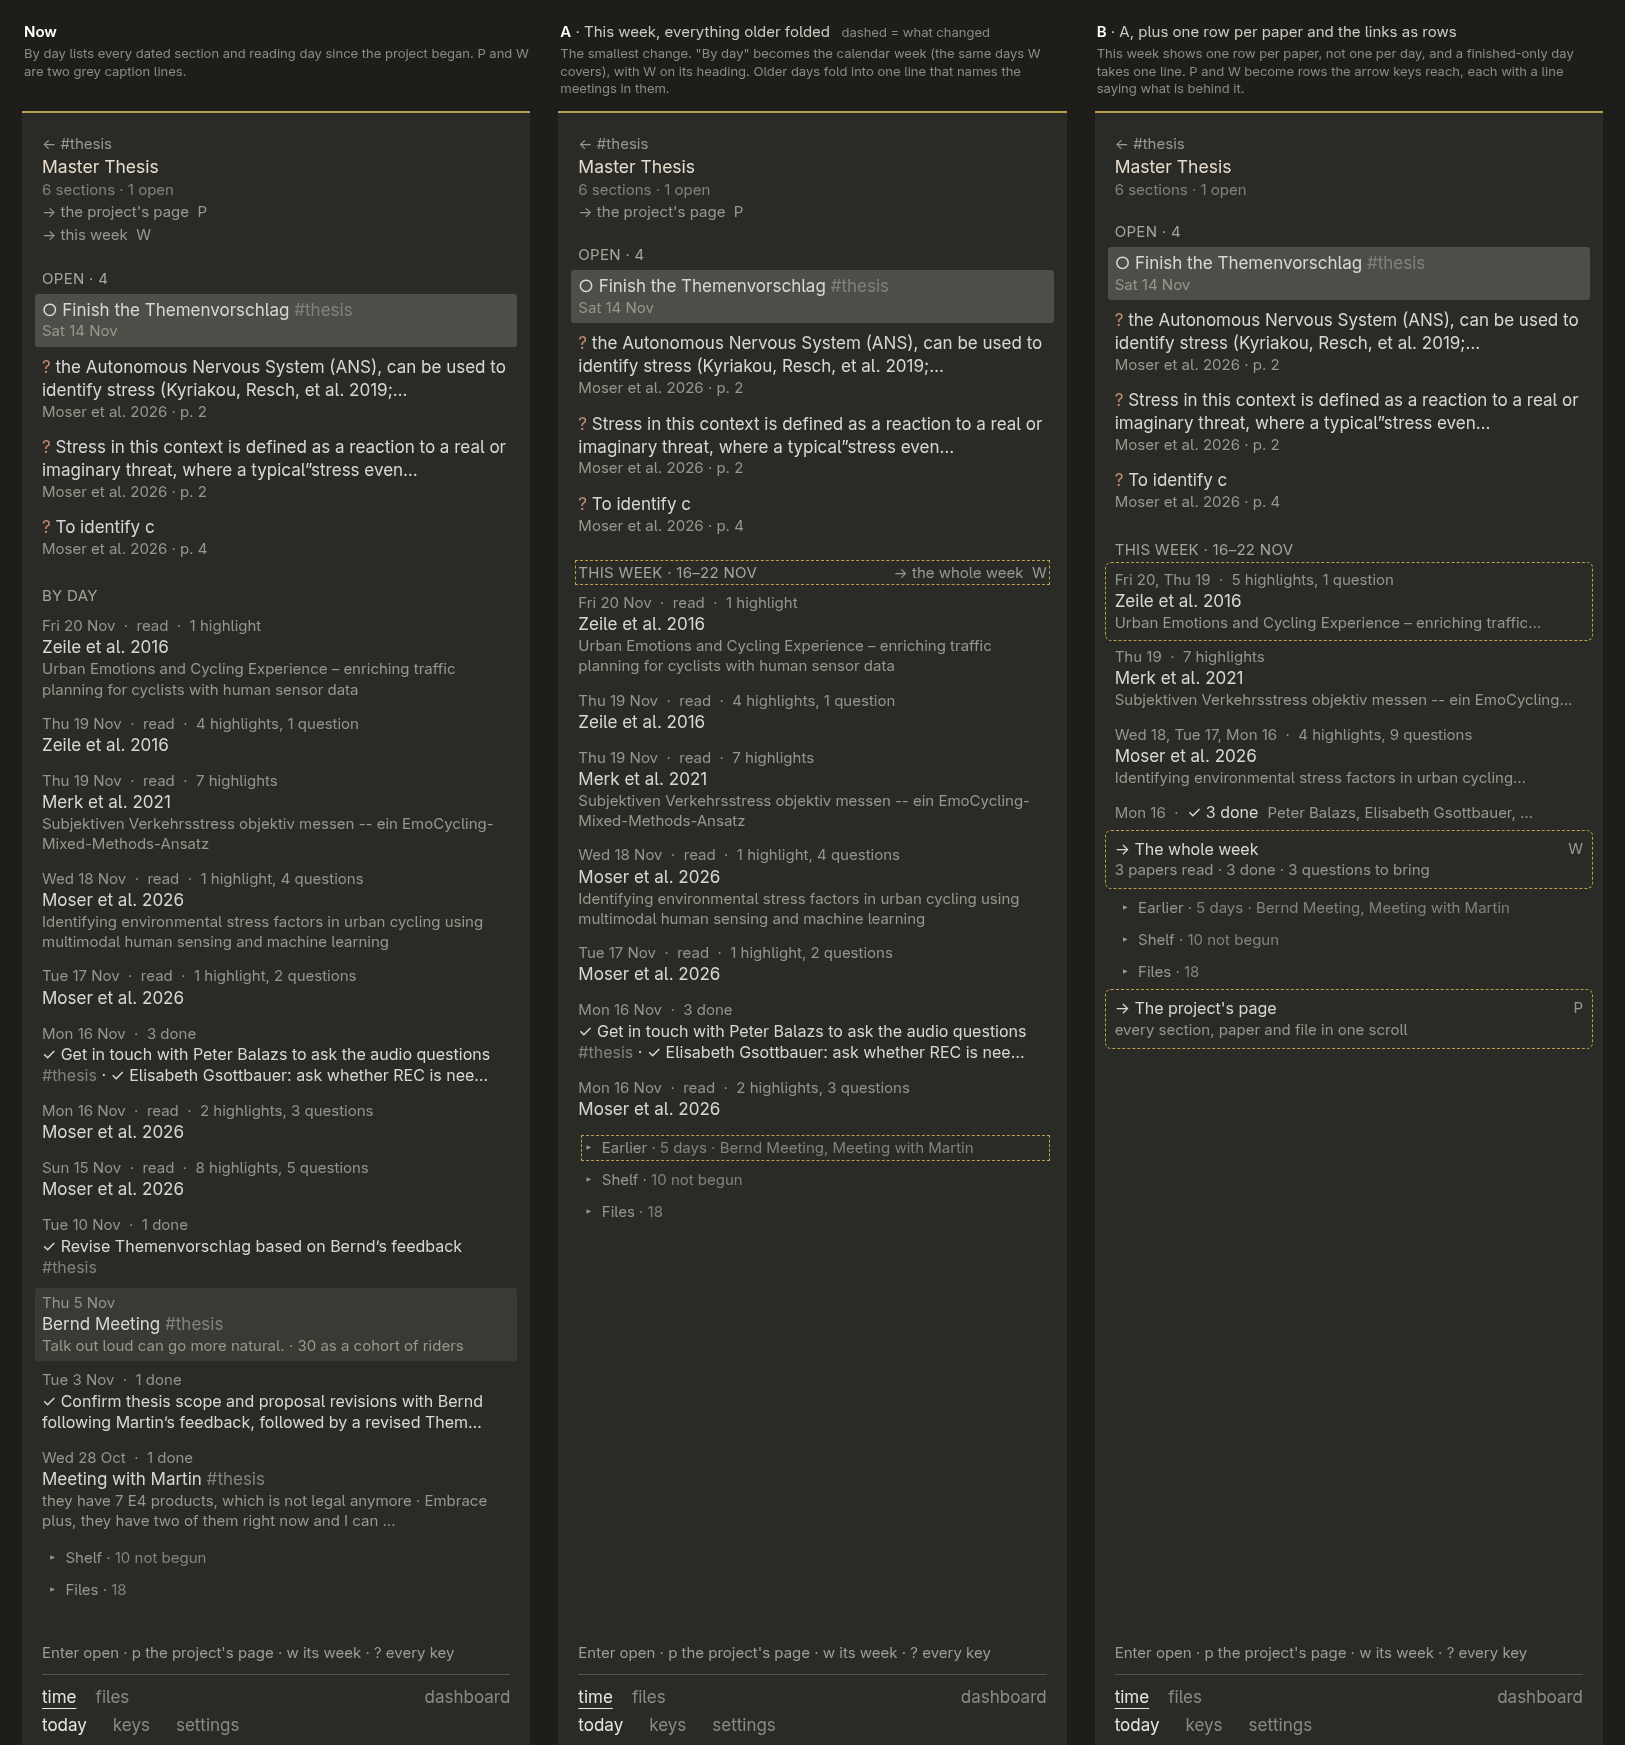 Now
By day lists every dated section and reading day since the project began. P and W
are two grey caption lines.
← #thesis
Master Thesis
6 sections · 1 open
→ the project's page P
→ this week W
OPEN · 4
○ Finish the Themenvorschlag #thesis
Sat 14 Nov
? the Autonomous Nervous System (ANS), can be used to
identify stress (Kyriakou, Resch, et al. 2019;...
Moser et al. 2026 · p. 2
? Stress in this context is defined as a reaction to a real or
imaginary threat, where a typical”stress even...
Moser et al. 2026 · p. 2
? To identify c
Moser et al. 2026 · p. 4
BY DAY
Fri 20 Nov · read · 1 highlight
Zeile et al. 2016
Urban Emotions and Cycling Experience – enriching traffic
planning for cyclists with human sensor data
Thu 19 Nov · read · 4 highlights, 1 question
Zeile et al. 2016
Thu 19 Nov · read · 7 highlights
Merk et al. 2021
Subjektiven Verkehrsstress objektiv messen -- ein EmoCycling-
Mixed-Methods-Ansatz
Wed 18 Nov · read · 1 highlight, 4 questions
Moser et al. 2026
Identifying environmental stress factors in urban cycling using
multimodal human sensing and machine learning
Tue 17 Nov · read · 1 highlight, 2 questions
Moser et al. 2026
Mon 16 Nov · 3 done
✓ Get in touch with Peter Balazs to ask the audio questions
#thesis · ✓ Elisabeth Gsottbauer: ask whether REC is nee...
Mon 16 Nov · read · 2 highlights, 3 questions
Moser et al. 2026
Sun 15 Nov · read · 8 highlights, 5 questions
Moser et al. 2026
Tue 10 Nov · 1 done
✓ Revise Themenvorschlag based on Bernd’s feedback
#thesis
Thu 5 Nov
Bernd Meeting #thesis
Talk out loud can go more natural. · 30 as a cohort of riders
Tue 3 Nov · 1 done
✓ Confirm thesis scope and proposal revisions with Bernd
following Martin’s feedback, followed by a revised Them...
Wed 28 Oct · 1 done
Meeting with Martin #thesis
they have 7 E4 products, which is not legal anymore · Embrace
plus, they have two of them right now and I can ...
▸ Shelf · 10 not begun
▸ Files · 18
Enter open · p the project's page · w its week · ? every key
time files dashboard
today keys settings
A · This week, everything older folded dashed = what changed
The smallest change. "By day" becomes the calendar week (the same days W
covers), with W on its heading. Older days fold into one line that names the
meetings in them.
← #thesis
Master Thesis
6 sections · 1 open
→ the project's page P
OPEN · 4
○ Finish the Themenvorschlag #thesis
Sat 14 Nov
? the Autonomous Nervous System (ANS), can be used to
identify stress (Kyriakou, Resch, et al. 2019;...
Moser et al. 2026 · p. 2
? Stress in this context is defined as a reaction to a real or
imaginary threat, where a typical”stress even...
Moser et al. 2026 · p. 2
? To identify c
Moser et al. 2026 · p. 4
THIS WEEK · 16–22 NOV → the whole week W
Fri 20 Nov · read · 1 highlight
Zeile et al. 2016
Urban Emotions and Cycling Experience – enriching traffic
planning for cyclists with human sensor data
Thu 19 Nov · read · 4 highlights, 1 question
Zeile et al. 2016
Thu 19 Nov · read · 7 highlights
Merk et al. 2021
Subjektiven Verkehrsstress objektiv messen -- ein EmoCycling-
Mixed-Methods-Ansatz
Wed 18 Nov · read · 1 highlight, 4 questions
Moser et al. 2026
Identifying environmental stress factors in urban cycling using
multimodal human sensing and machine learning
Tue 17 Nov · read · 1 highlight, 2 questions
Moser et al. 2026
Mon 16 Nov · 3 done
✓ Get in touch with Peter Balazs to ask the audio questions
#thesis · ✓ Elisabeth Gsottbauer: ask whether REC is nee...
Mon 16 Nov · read · 2 highlights, 3 questions
Moser et al. 2026
▸ Earlier · 5 days · Bernd Meeting, Meeting with Martin
▸ Shelf · 10 not begun
▸ Files · 18
Enter open · p the project's page · w its week · ? every key
time files dashboard
today keys settings
B · A, plus one row per paper and the links as rows
This week shows one row per paper, not one per day, and a finished-only day
takes one line. P and W become rows the arrow keys reach, each with a line
saying what is behind it.
← #thesis
Master Thesis
6 sections · 1 open
OPEN · 4
○ Finish the Themenvorschlag #thesis
Sat 14 Nov
? the Autonomous Nervous System (ANS), can be used to
identify stress (Kyriakou, Resch, et al. 2019;...
Moser et al. 2026 · p. 2
? Stress in this context is defined as a reaction to a real or
imaginary threat, where a typical”stress even...
Moser et al. 2026 · p. 2
? To identify c
Moser et al. 2026 · p. 4
THIS WEEK · 16–22 NOV
Fri 20, Thu 19 · 5 highlights, 1 question
Zeile et al. 2016
Urban Emotions and Cycling Experience – enriching traffic...
Thu 19 · 7 highlights
Merk et al. 2021
Subjektiven Verkehrsstress objektiv messen -- ein EmoCycling...
Wed 18, Tue 17, Mon 16 · 4 highlights, 9 questions
Moser et al. 2026
Identifying environmental stress factors in urban cycling...
Mon 16 · ✓ 3 done Peter Balazs, Elisabeth Gsottbauer, ...
→ The whole week W
3 papers read · 3 done · 3 questions to bring
▸ Earlier · 5 days · Bernd Meeting, Meeting with Martin
▸ Shelf · 10 not begun
▸ Files · 18
→ The project's page P
every section, paper and file in one scroll
Enter open · p the project's page · w its week · ? every key
time files dashboard
today keys settings